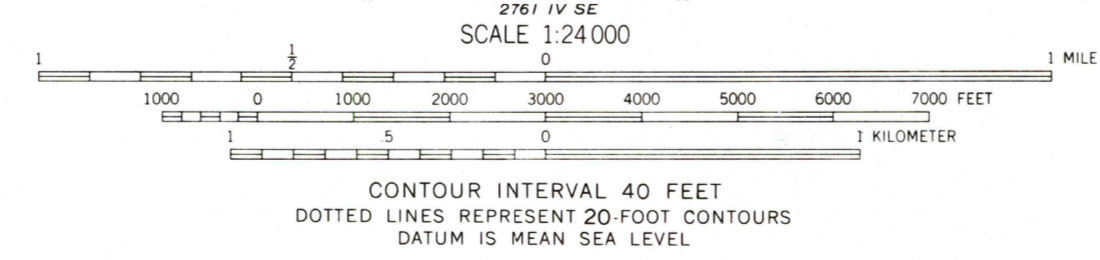 2761 IV SE
SCALE 1:24 000
1 1/2 0 1 MILE
1000 0 1000 2000 3000 4000 5000 6000 7000 FEET
1 .5 0 1 KILOMETER
CONTOUR INTERVAL 40 FEET
DOTTED LINES REPRESENT 20-FOOT CONTOURS
DATUM IS MEAN SEA LEVEL